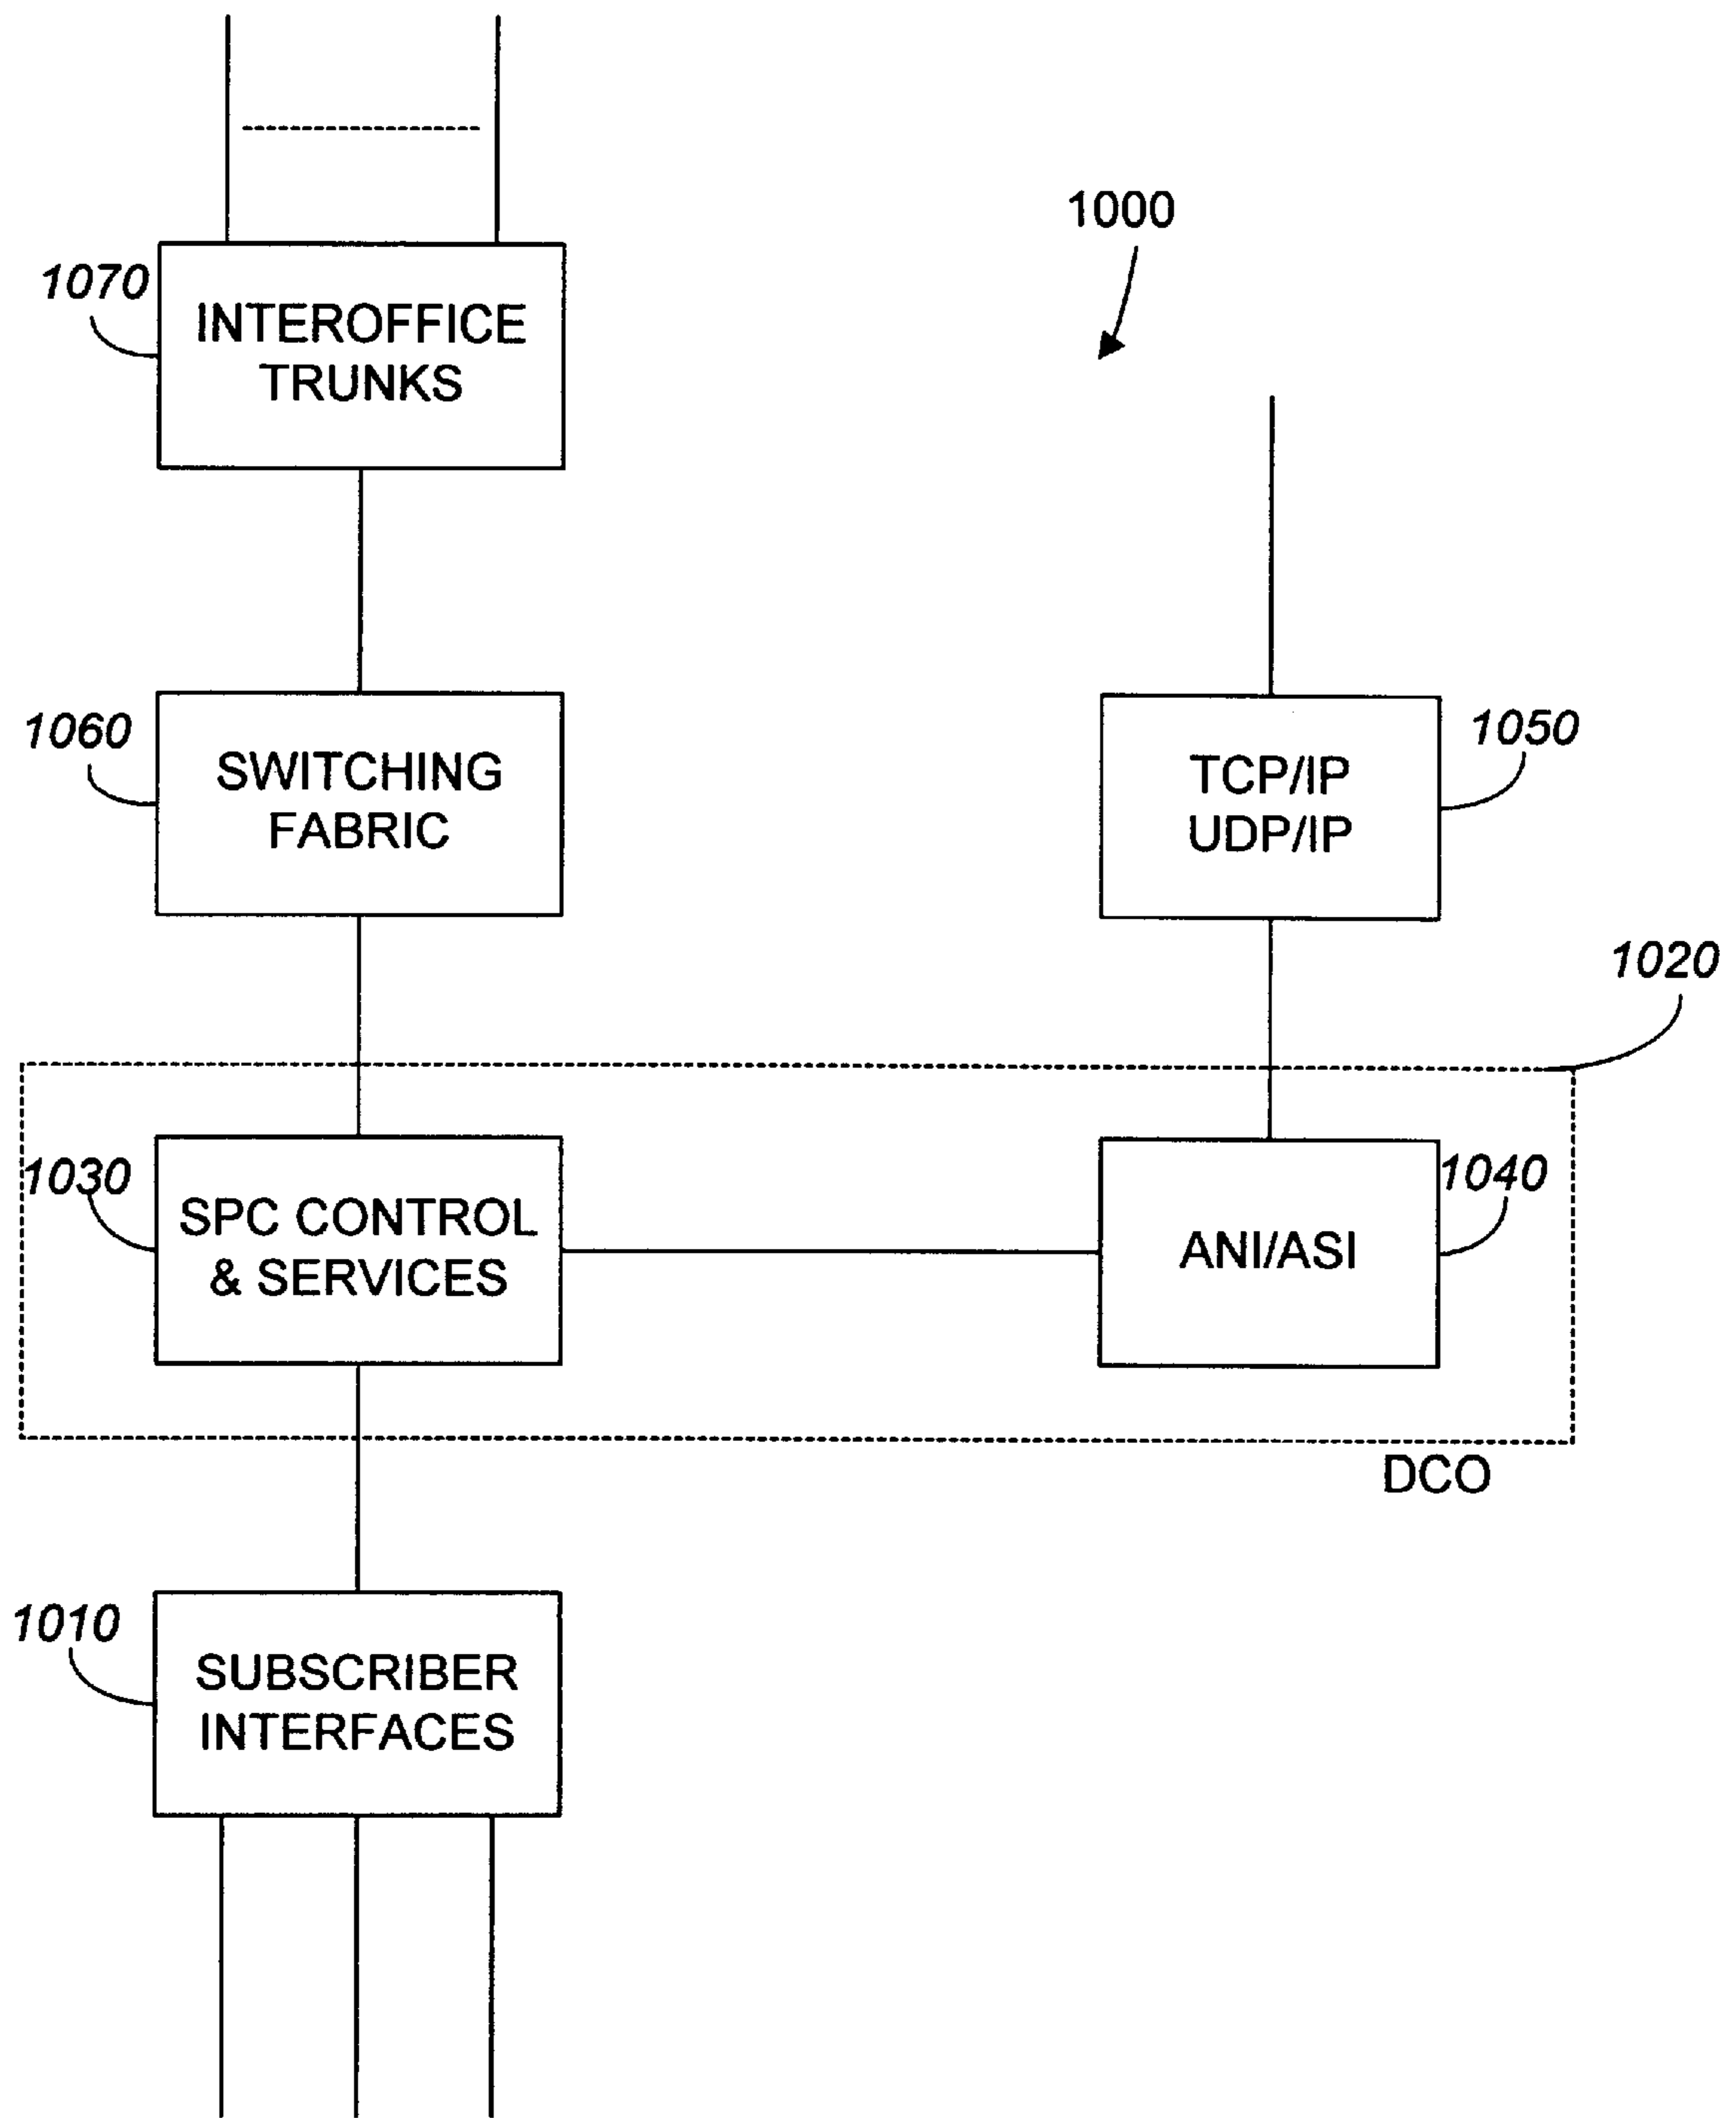 1000
1070
INTEROFFICE
TRUNKS
1060
SWITCHING
FABRIC
TCP/IP
UDP/IP
1050
1020
1030
SPC CONTROL
& SERVICES
ANI/ASI
1040
DCO
1010
SUBSCRIBER
INTERFACES